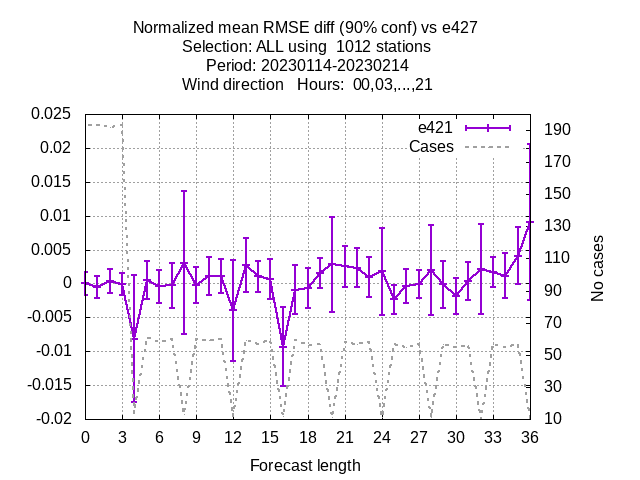 Normalized mean RMSE diff (90% conf) vs e427
Selection: ALL using  1012 stations
Period: 20230114-20230214
Wind direction   Hours:  00,03,...,21
e421
Cases
0.025
0.02
0.015
0.01
0.005
0
-0.005
-0.01
-0.015
-0.02
190
170
150
130
110
90
70
50
30
10
No cases
0 3 6 9 12 15 18 21 24 27 30 33 36
Forecast length